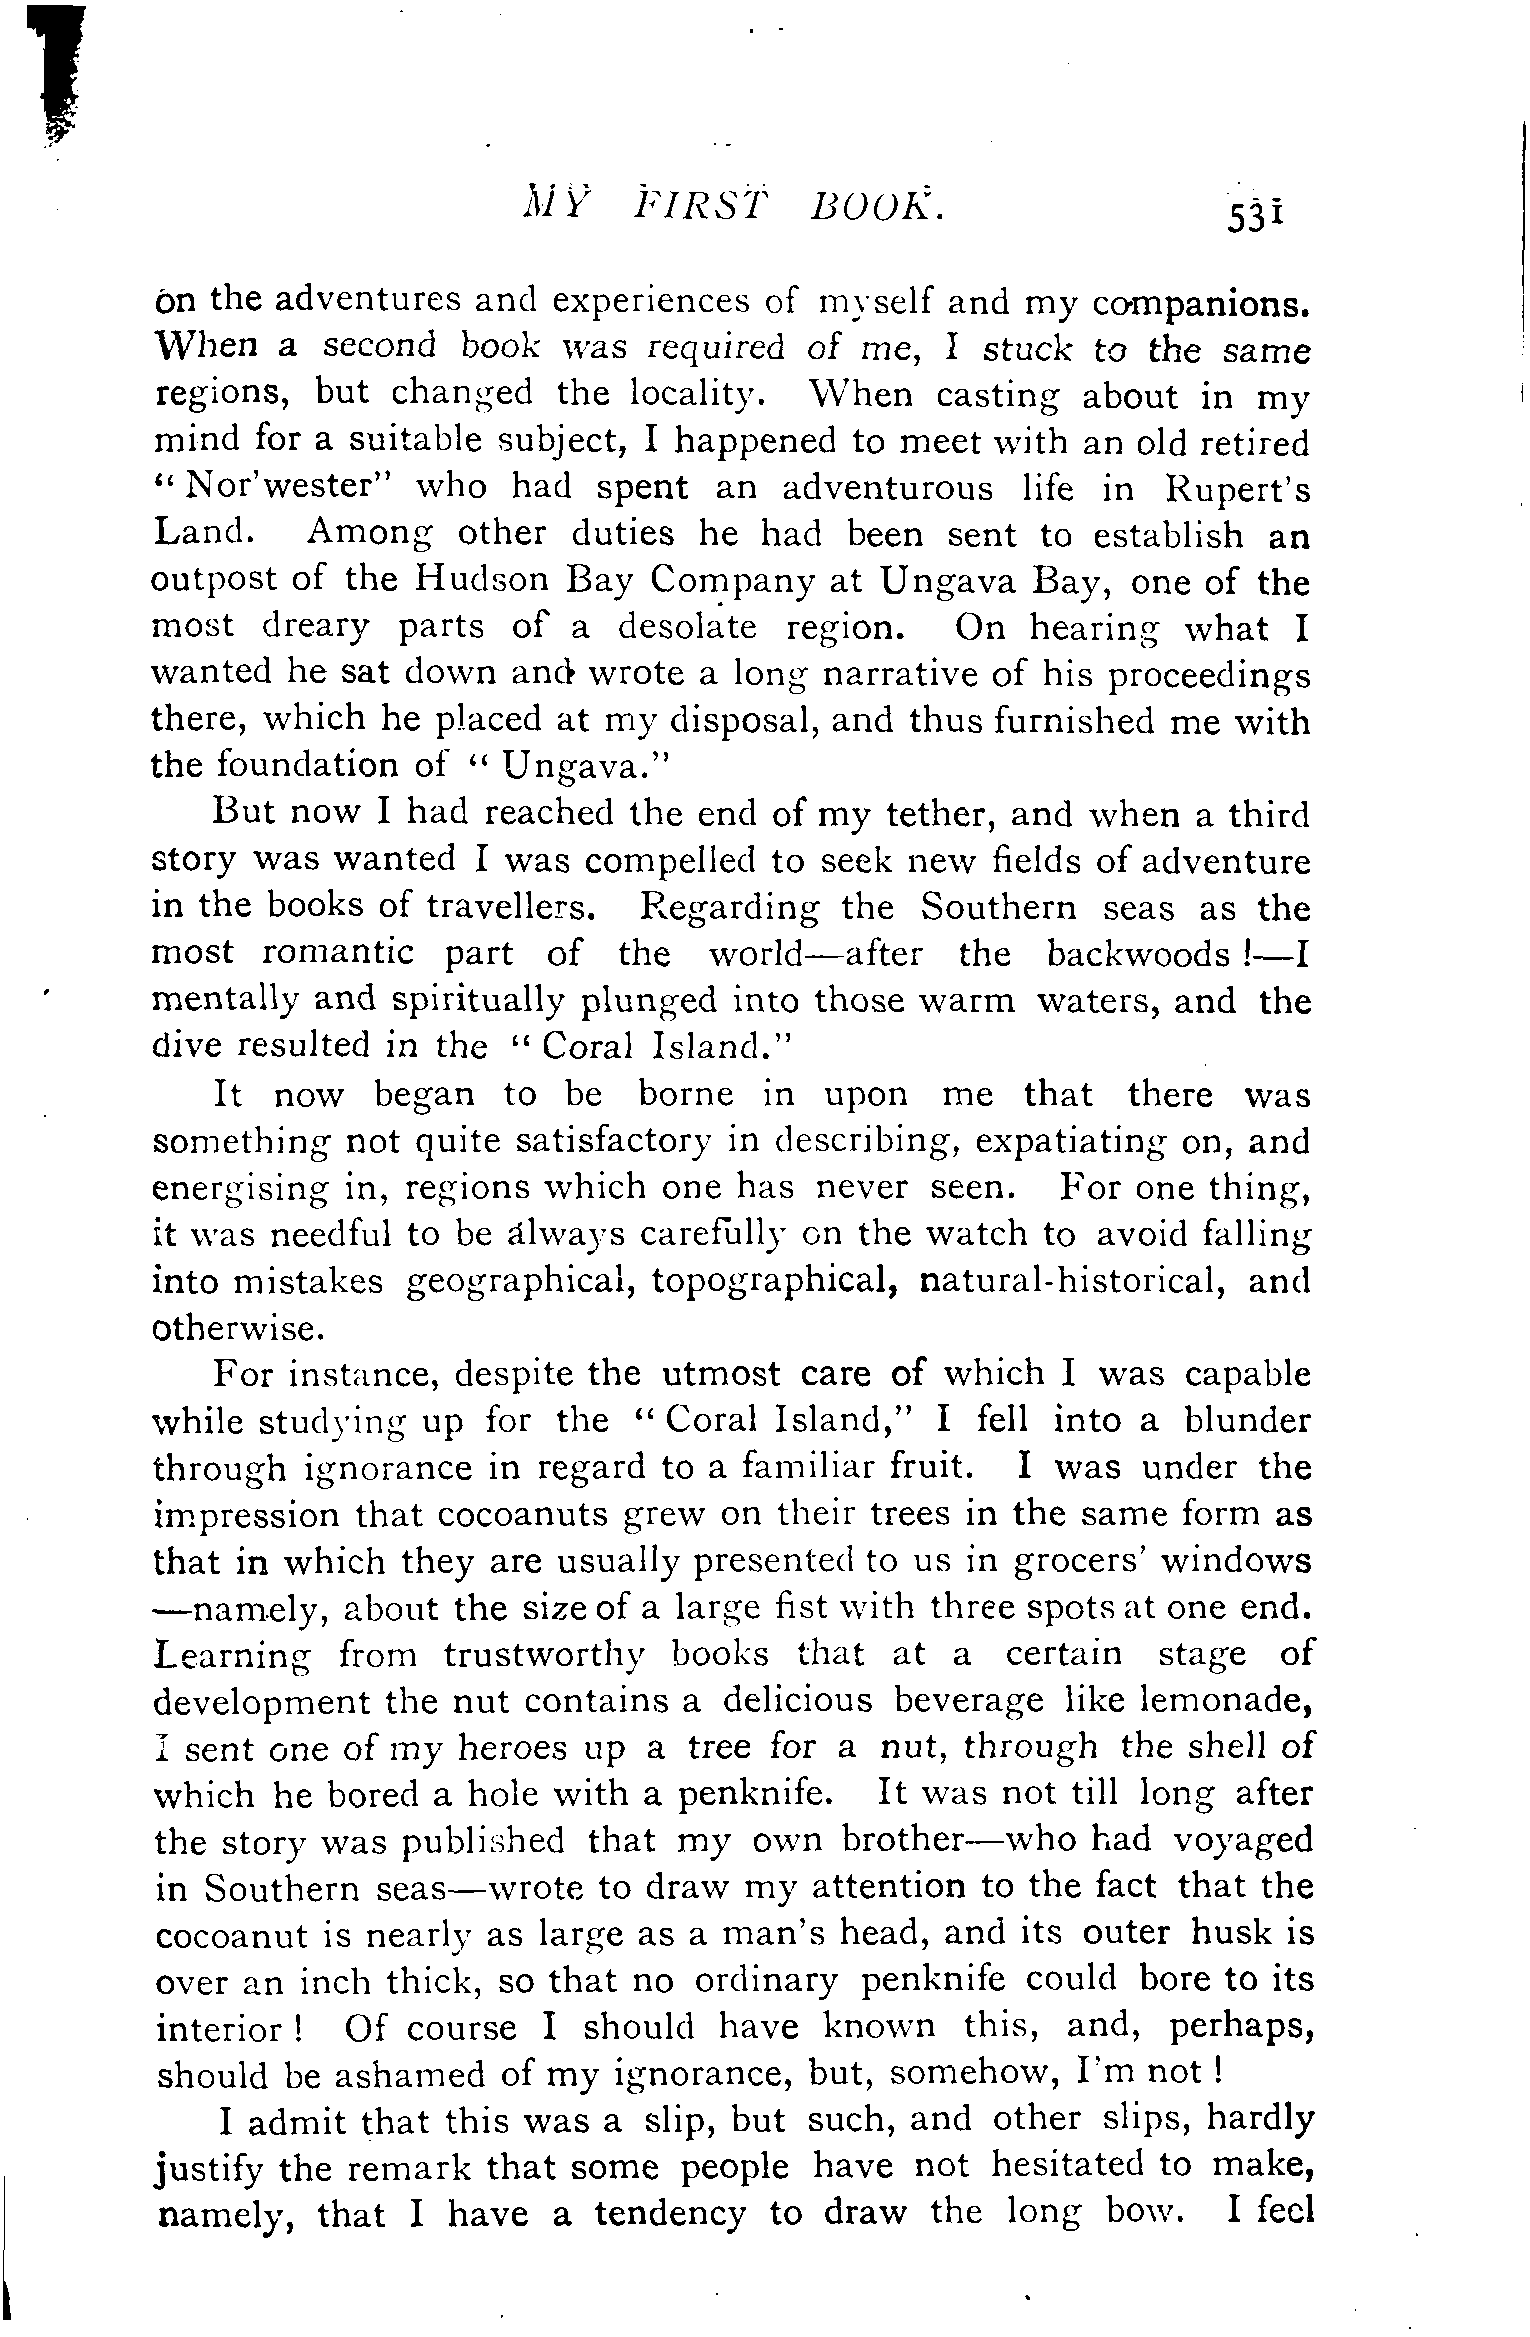 MY FIRST BOOK. 531
on the adventures and experiences of myself and my companions.
When a second book was required of me, I stuck to the same
regions, but changed the locality. When casting about in my
mind for a suitable subject, I happened to meet with an old retired
“ Nor'wester” who had spent an adventurous life in Rupert's
Land. Among other duties he had been sent to establish an
outpost of the Hudson Bay Company at Ungava Bay, one of the
most dreary parts of a desolate region. On hearing what I
wanted he sat down and wrote a long narrative of his proceedings
there, which he placed at my disposal, and thus furnished me with
the foundation of “ Ungava.”
But now I had reached the end of my tether, and when a third
story was wanted I was compelled to seek new fields of adventure
in the books of travellers. Regarding the Southern seas as the
most romantic part of the world—after the backwoods !—I
mentally and spiritually plunged into those warm waters, and the
dive resulted in the “ Coral Island.”
It now began to be borne in upon me that there was
something not quite satisfactory in describing, expatiating on, and
energising in, regions which one has never seen. For one thing,
it was needful to be always carefully on the watch to avoid falling
into mistakes geographical, topographical, natural-historical, and
otherwise.
For instance, despite the utmost care of which I was capable
while studying up for the “ Coral Island,” I fell into a blunder
through ignorance in regard to a familiar fruit. I was under the
impression that cocoanuts grew on their trees in the same form as
that in which they are usually presented to us in grocers' windows
—namely, about the size of a large fist with three spots at one end.
Learning from trustworthy books that at a certain stage of
development the nut contains a delicious beverage like lemonade,
I sent one of my heroes up a tree for a nut, through the shell of
which he bored a hole with a penknife. It was not till long after
the story was published that my own brother—who had voyaged
in Southern seas—wrote to draw my attention to the fact that the
cocoanut is nearly as large as a man's head, and its outer husk is
over an inch thick, so that no ordinary penknife could bore to its
interior ! Of course I should have known this, and, perhaps,
should be ashamed of my ignorance, but, somehow, I'm not !
I admit that this was a slip, but such, and other slips, hardly
justify the remark that some people have not hesitated to make,
namely, that I have a tendency to draw the long bow. I feel